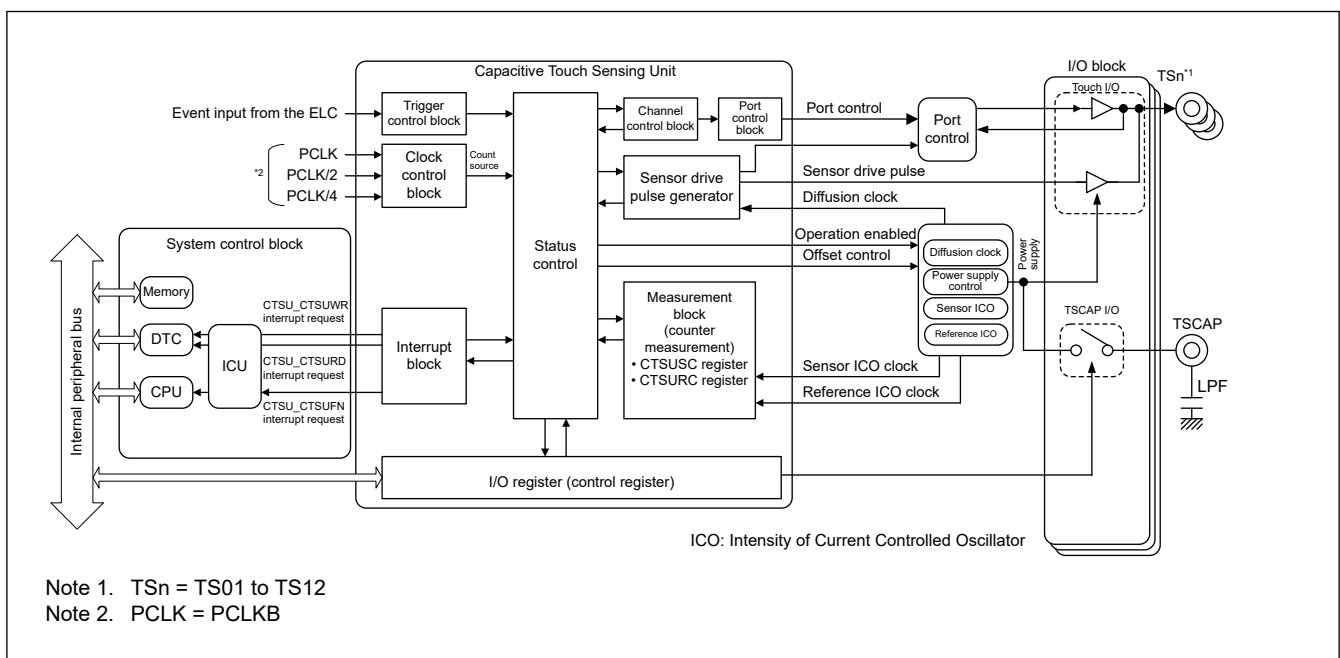 Capacitive Touch Sensing Unit
I/O block
TSn*1
Touch I/O
Event input from the ELC
Trigger
control block
Channel
control block
Port
control
block
Port control
Port
control
*2
PCLK
PCLK/2
PCLK/4
Clock
control
block
Count
source
Sensor drive
pulse generator
Sensor drive pulse
Diffusion clock
System control block
Status
control
Operation enabled
Offset control
Diffusion clock
Power supply
control
Sensor ICO
Reference ICO
Power
supply
Internal peripheral bus
Memory
DTC
CPU
ICU
CTSU_CTSUWR
interrupt request
CTSU_CTSURD
interrupt request
CTSU_CTSUFN
interrupt request
Interrupt
block
Measurement
block
(counter
measurement)
• CTSUSC register
• CTSURC register
Sensor ICO clock
Reference ICO clock
TSCAP I/O
TSCAP
LPF
I/O register (control register)
ICO: Intensity of Current Controlled Oscillator
Note 1. TSn = TS01 to TS12
Note 2. PCLK = PCLKB